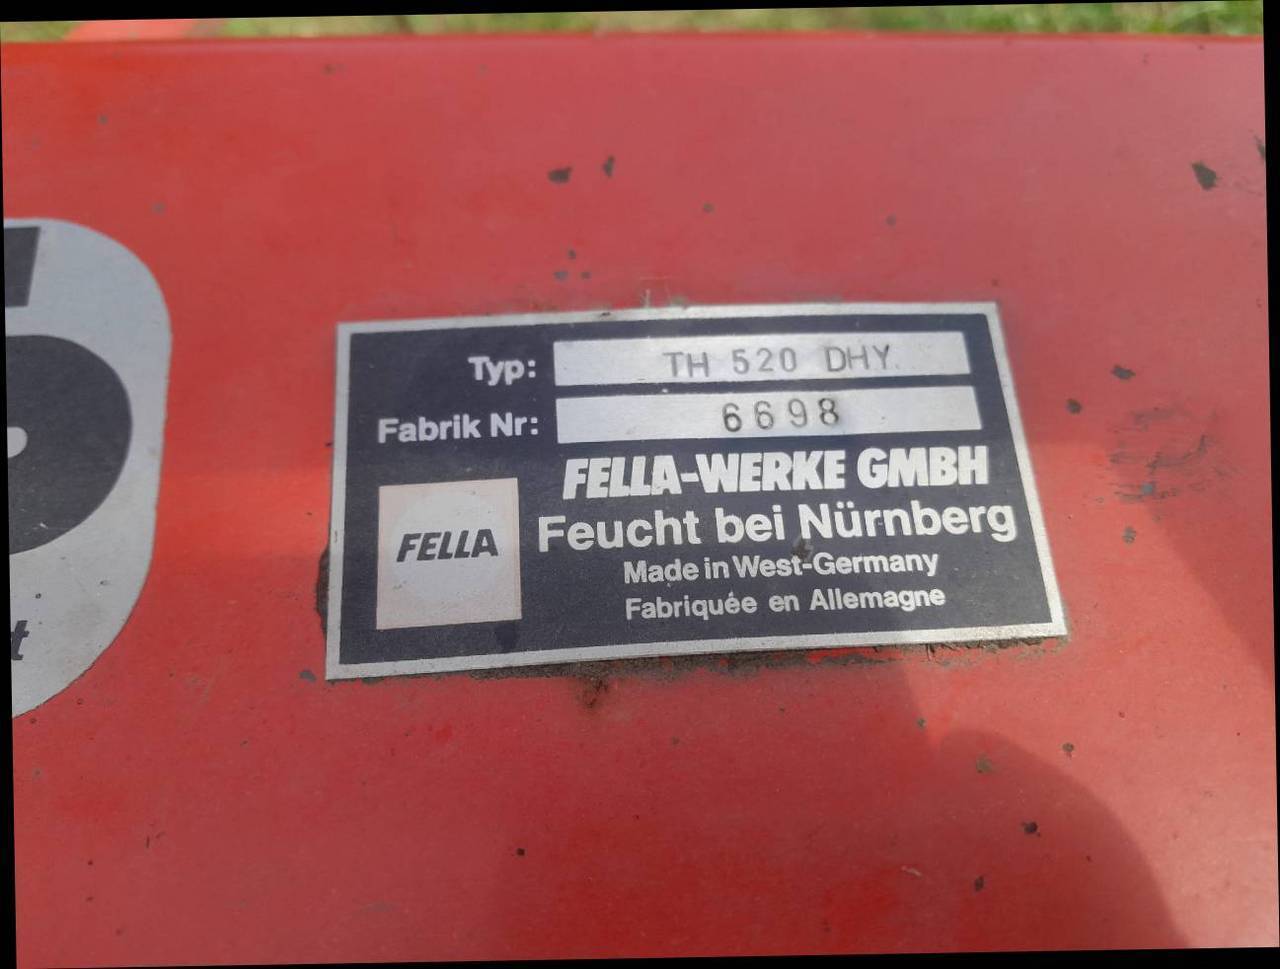 Typ: TH 520 DHY.
Fabrik Nr: 6698
FELLA-WERKE GMBH
FELLA
Feucht bei Nürnberg
Made in West-Germany
Fabriquée en Allemagne